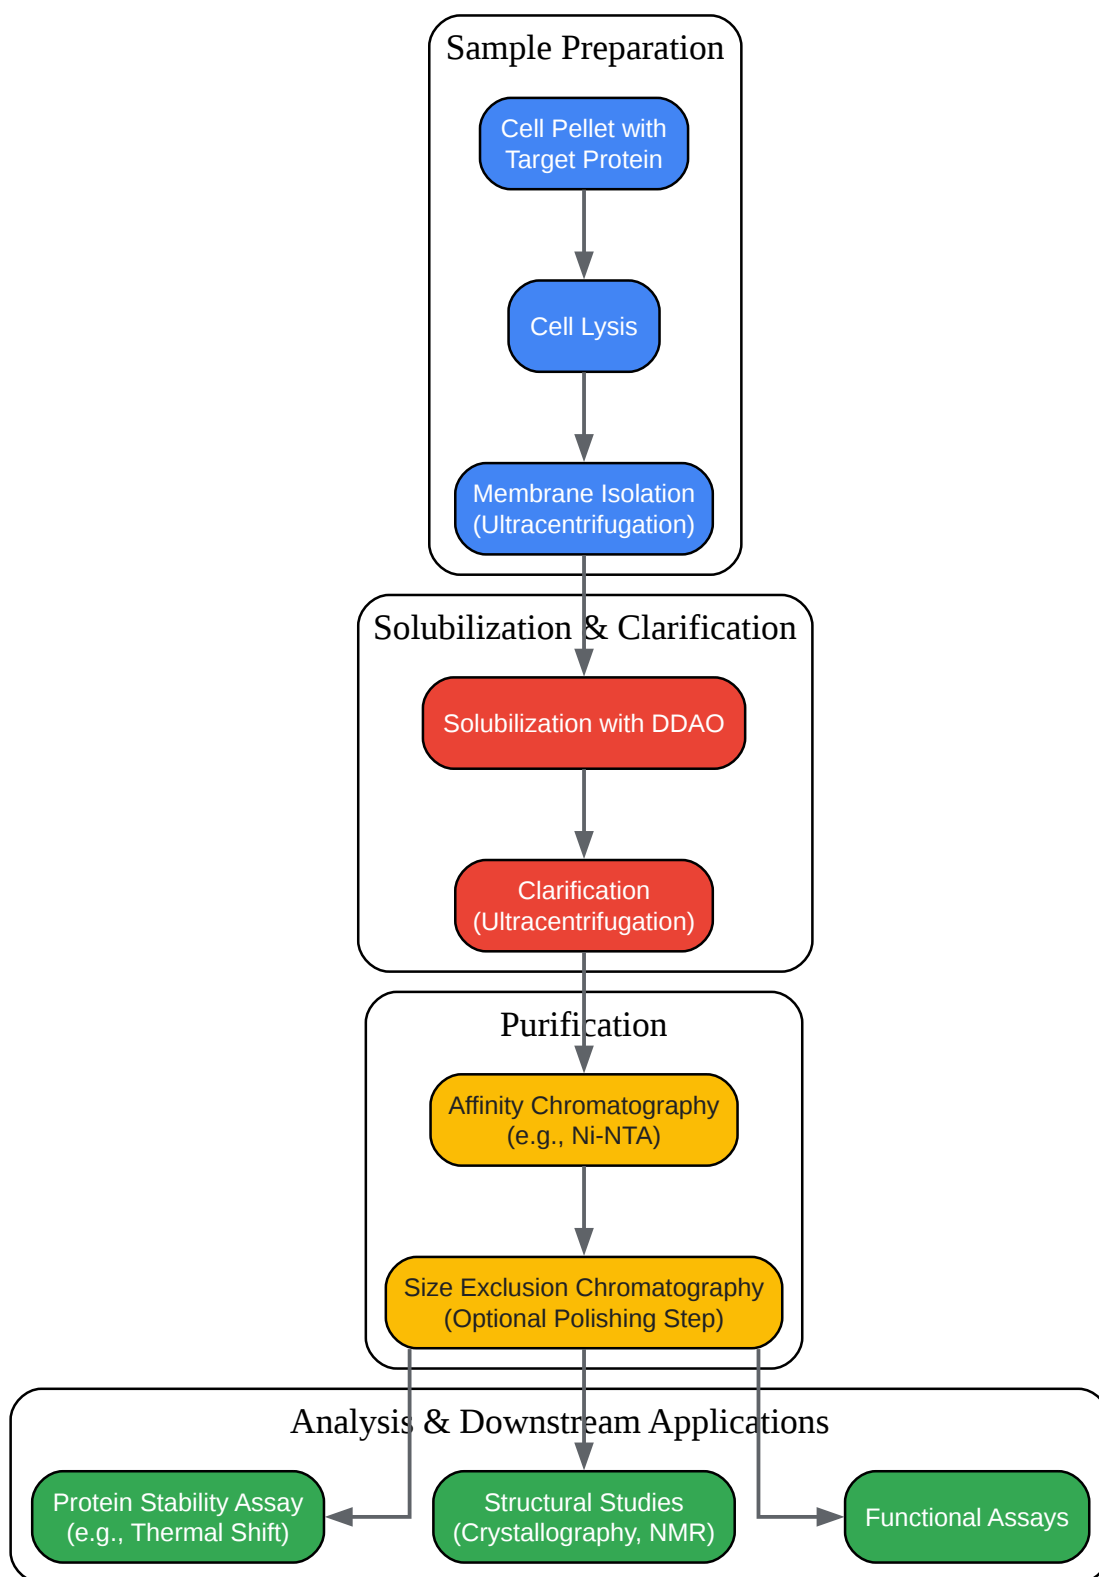 Sample Preparation
Cell Pellet with
Target Protein
Cell Lysis
Membrane Isolation
(Ultracentrifugation)
Solubilization & Clarification
Solubilization with DDAO
Clarification
(Ultracentrifugation)
Purification
Affinity Chromatography
(e.g., Ni-NTA)
Size Exclusion Chromatography
(Optional Polishing Step)
Analysis & Downstream Applications
Protein Stability Assay
(e.g., Thermal Shift)
Structural Studies
(Crystallography, NMR)
Functional Assays